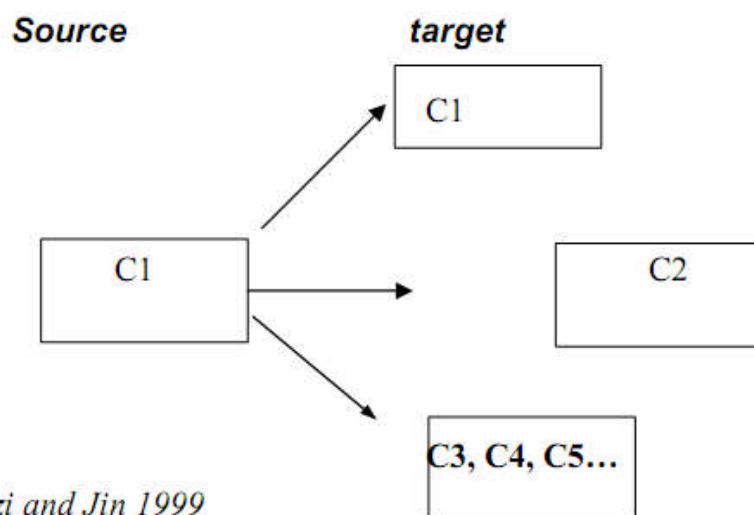 Source target
C1
C1
C2
C3, C4, C5…
and Jin 1999